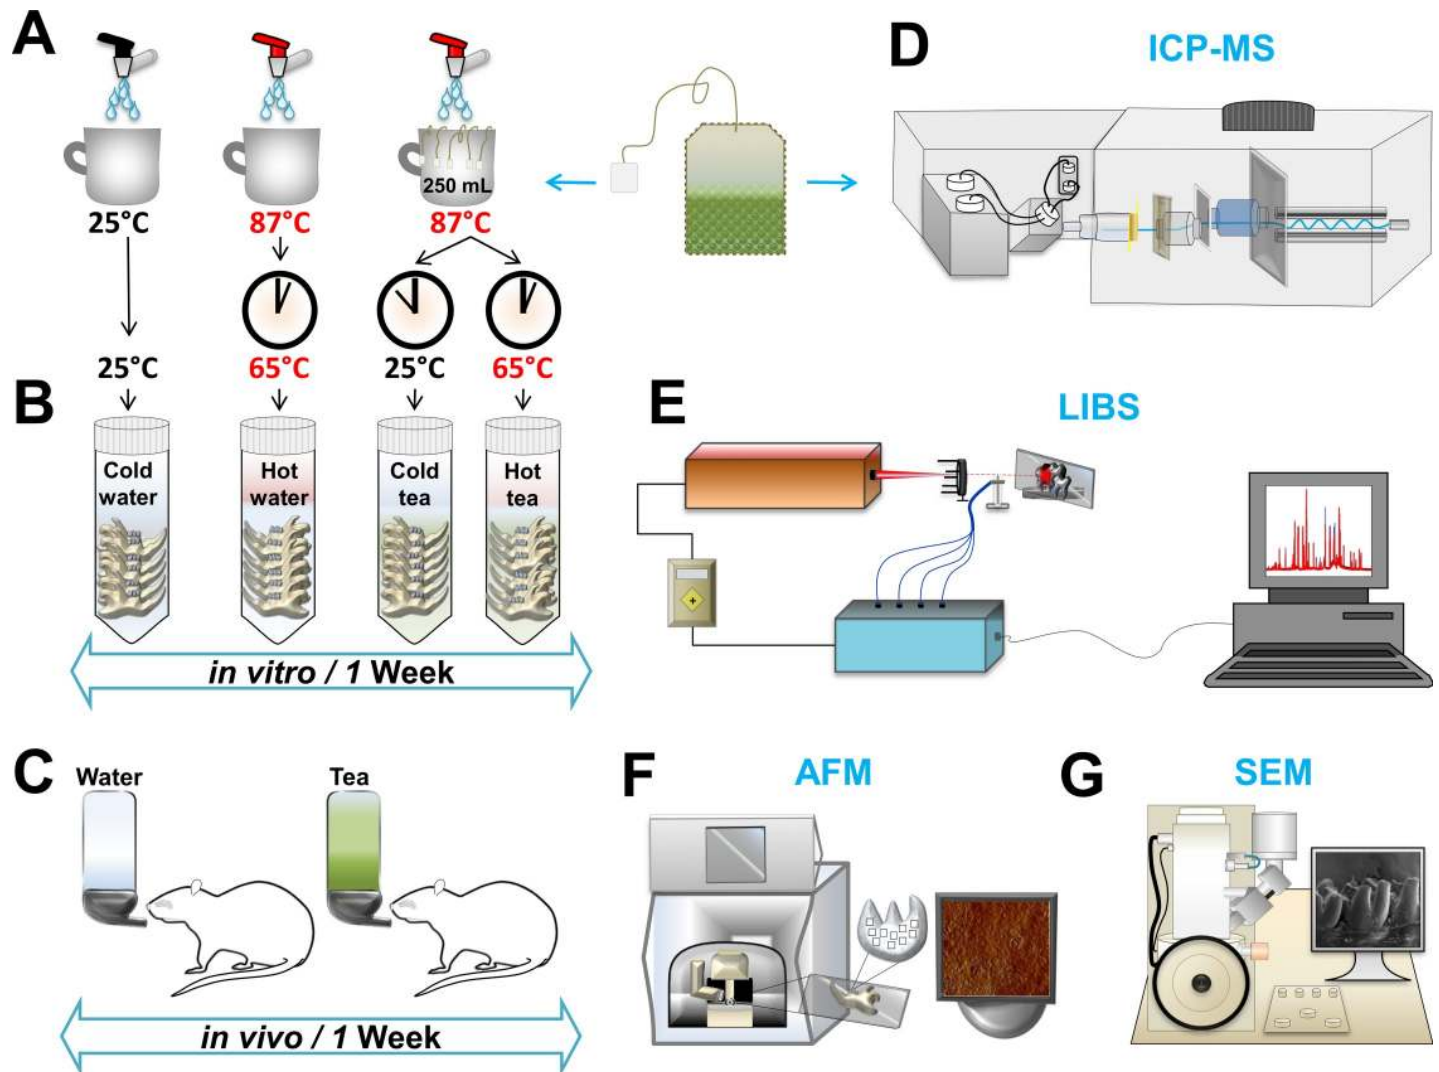 A
25°C
87°C
250 mL
87°C
25°C
65°C
25°C
65°C
B
Cold
water
Hot
water
Cold
tea
Hot
tea
in vitro / 1 Week
C
Water
Tea
in vivo / 1 Week
D
ICP-MS
E
LIBS
+
F
AFM
G
SEM